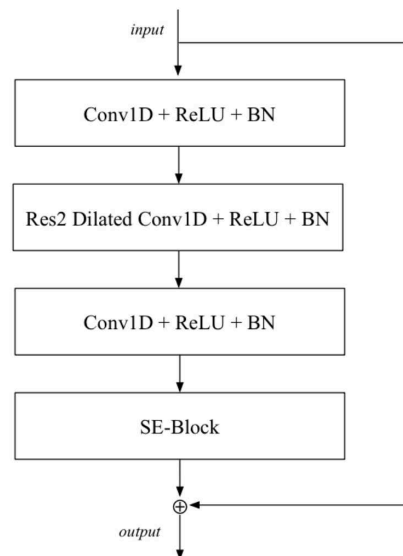 input
Conv1D + ReLU + BN
Res2 Dilated Conv1D + ReLU + BN
Conv1D + ReLU + BN
SE-Block
output